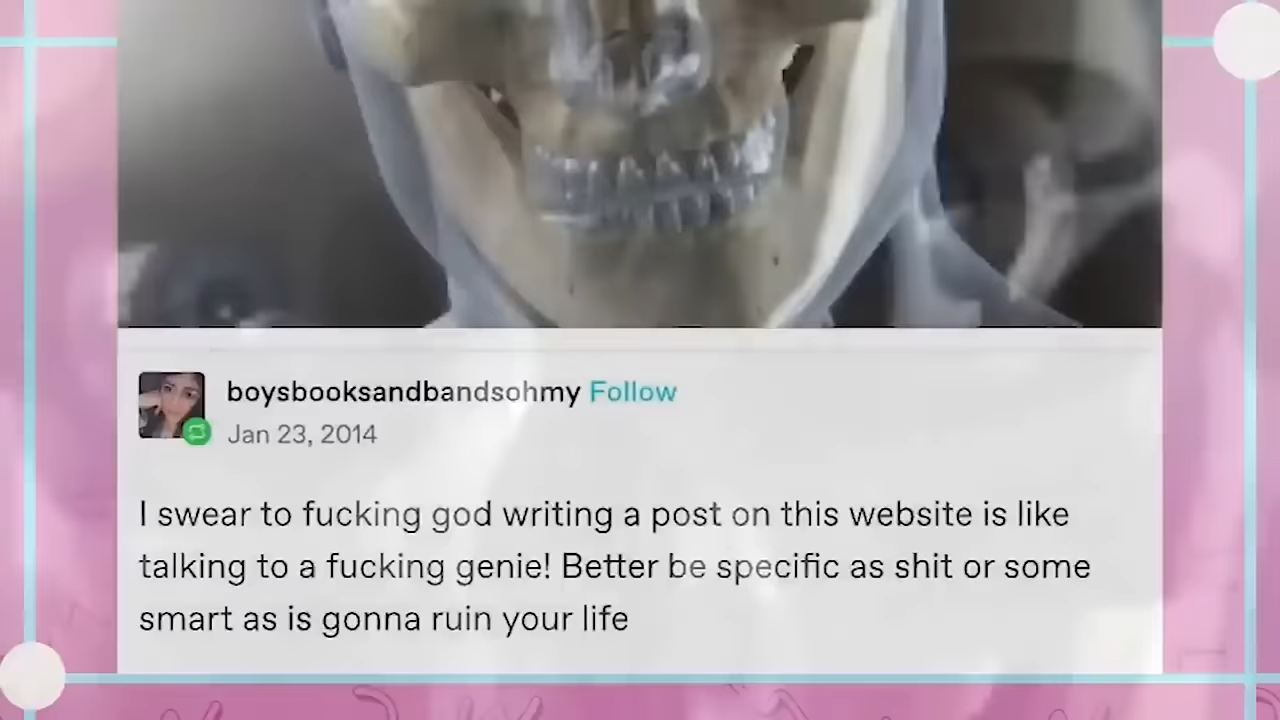 boysbooksandbandsohmy Follow
Jan 23, 2014
I swear to fucking god writing a post on this website is like
talking to a fucking genie! Better be specific as shit or some
smart as is gonna ruin your life